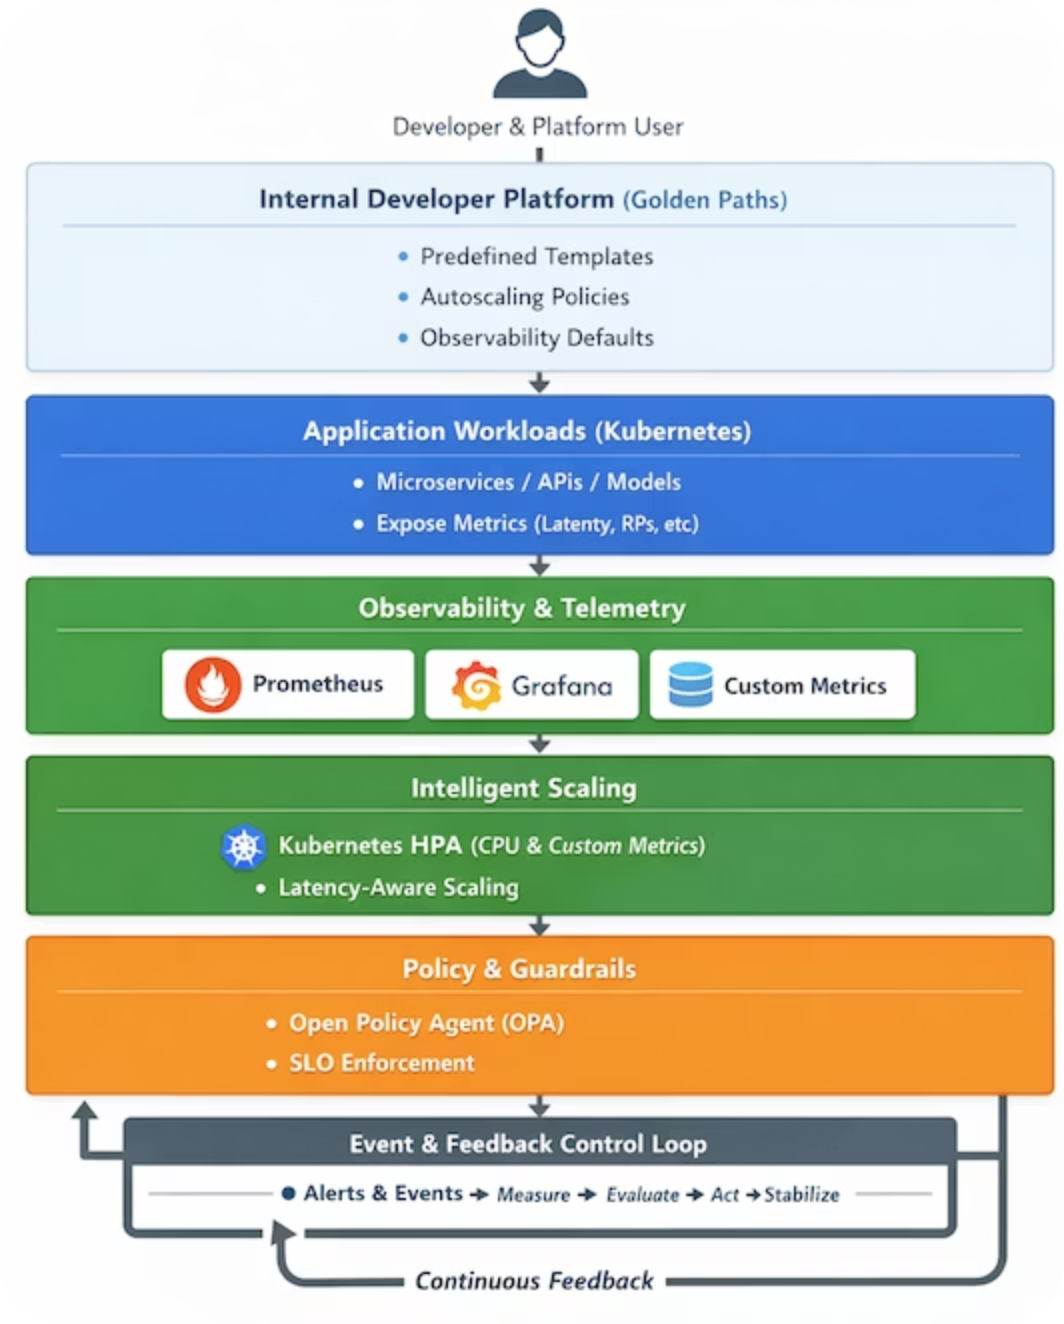 Developer & Platform User
Internal Developer Platform (Golden Paths)
• Predefined Templates
• Autoscaling Policies
• Observability Defaults
Application Workloads (Kubernetes)
• Microservices / APis / Models
• Expose Metrics (Latenty, RPs, etc)
Observability & Telemetry
Prometheus Grafana Custom Metrics
Intelligent Scaling
Kubernetes HPA (CPU & Custom Metrics)
• Latency-Aware Scaling
Policy & Guardrails
• Open Policy Agent (OPA)
• SLO Enforcement
Event & Feedback Control Loop
• Alerts & Events → Measure → Evaluate → Act → Stabilize
Continuous Feedback